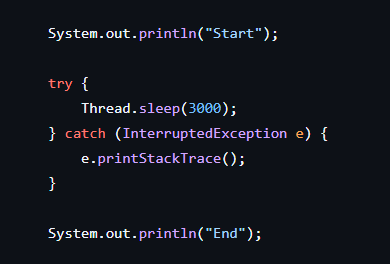 System.out.println("Start");
try {
    Thread.sleep(3000);
} catch (InterruptedException e) {
    e.printStackTrace();
}
System.out.println("End");